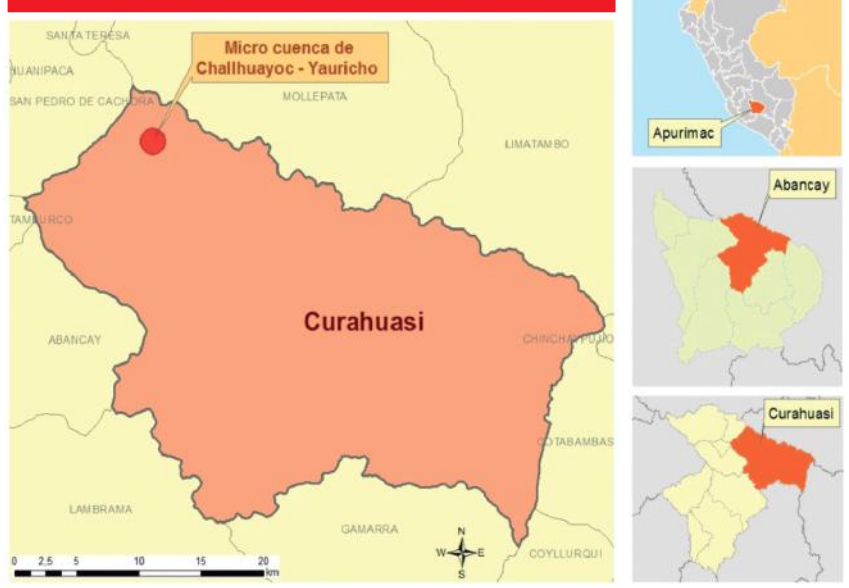 SANTA TERESA
Micro cuenca de
Challhuayoc - Yauricho
HUANIPACA
SAN PEDRO DE CACHORA
MOLLEPATA
LIMATAMBO
TAMBURCO
Curahuasi
ABANCAY
CHINCHAYPUJIO
COTABAMBAS
LAMBRAMA
GAMARRA
COYLLURQUI
N
W E
S
0 2,5 5 10 15 20
km
Apurimac
Abancay
Curahuasi